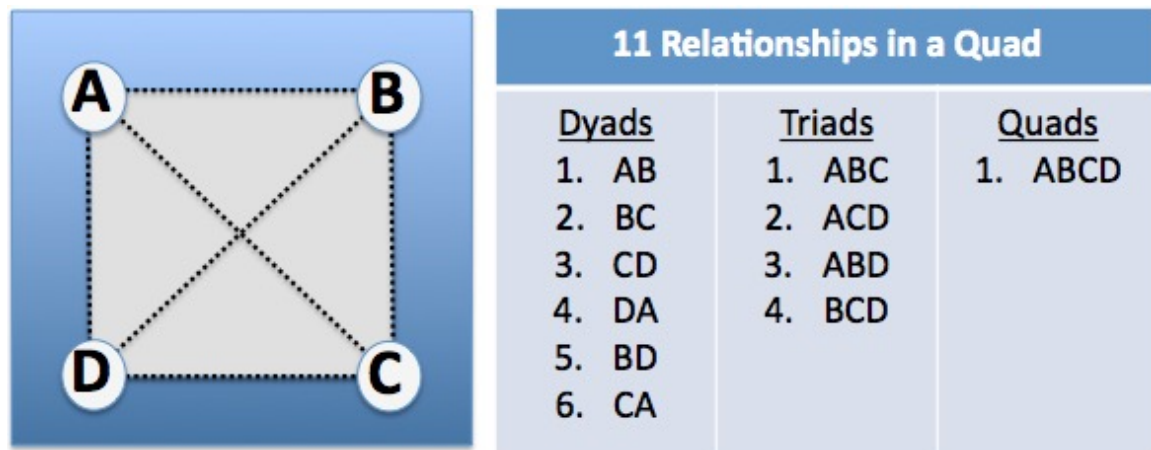 A
B
D
C
11 Relationships in a Quad
Dyads
1. AB
2. BC
3. CD
4. DA
5. BD
6. CA
Triads
1. ABC
2. ACD
3. ABD
4. BCD
Quads
1. ABCD